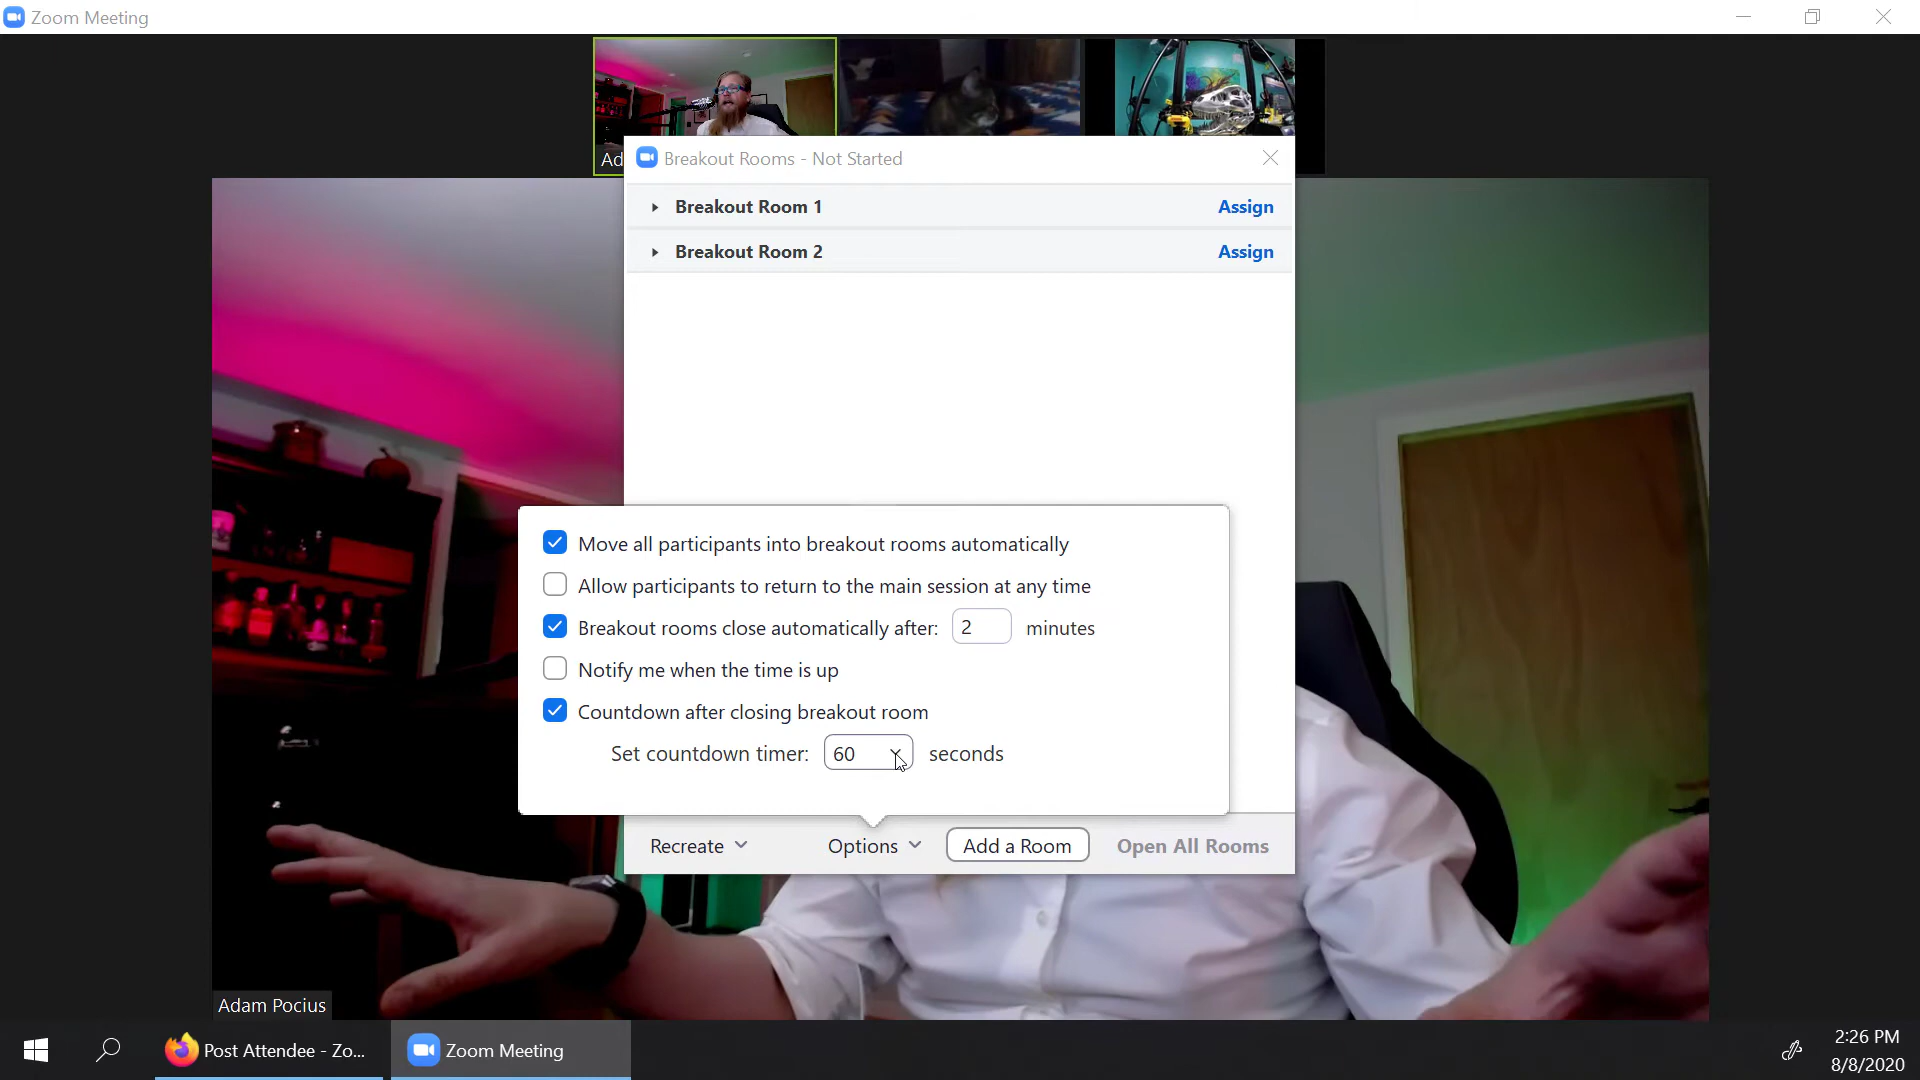 Zoom Meeting
Ad
Breakout Rooms - Not Started
Breakout Room 1 Assign
Breakout Room 2 Assign
Move all participants into breakout rooms automatically
Allow participants to return to the main session at any time
Breakout rooms close automatically after: 2 minutes
Notify me when the time is up
Countdown after closing breakout room
Set countdown timer: 60 seconds
Recreate Options Add a Room Open All Rooms
Adam Pocius
Post Attendee - Zo... Zoom Meeting
2:26 PM
8/8/2020